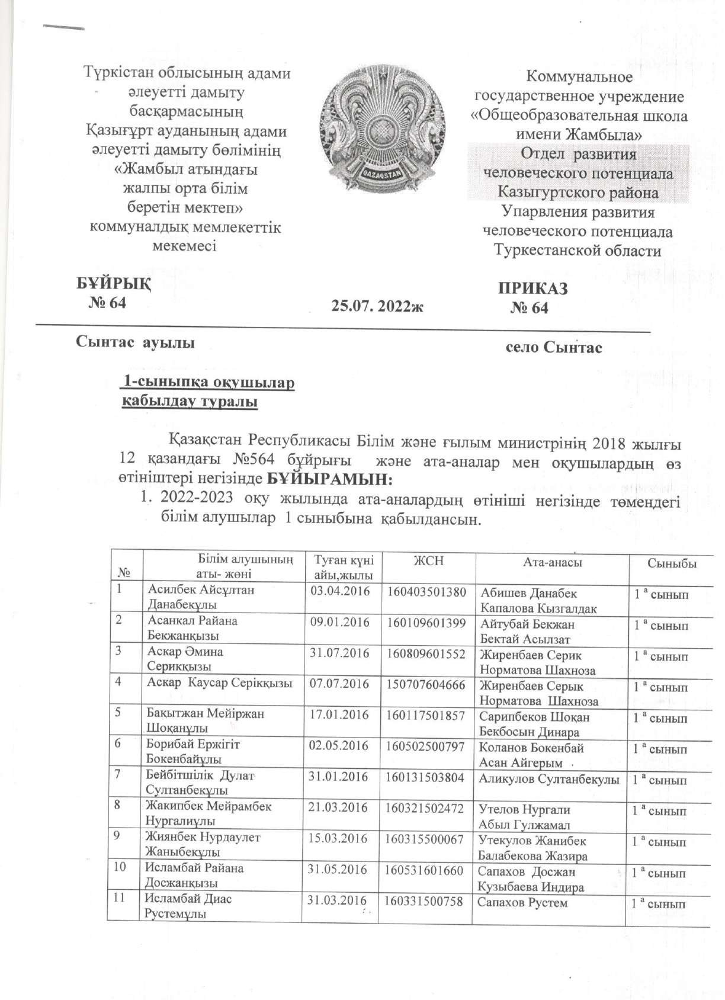 Түркістан облысының адами
әлеуетті дамыту
басқармасының
Қазығұрт ауданының адами
әлеуетті дамыту бөлімінің
«Жамбыл атындағы
жалпы орта білім
беретін мектеп»
коммуналдық мемлекеттік
мекемесі
QAZAQSTAN
Коммунальное
государственное учреждение
«Общеобразовательная школа
имени Жамбыла»
Отдел развития
человеческого потенциала
Казыгуртского района
Упарвления развития
человеческого потенциала
Туркестанской области
БҰЙРЫҚ
№ 64
25.07. 2022ж
ПРИКАЗ
№ 64
Сынтас ауылы
село Сынтас
1-сыныпқа оқушылар
қабылдау туралы
Қазақстан Республикасы Білім және ғылым министрінің 2018 жылғы
12 қазандағы №564 бұйрығы және ата-аналар мен оқушылардың өз
өтініштері негізінде БҰЙЫРАМЫН:
1. 2022-2023 оқу жылында ата-аналардың өтініші негізінде төмендегі
білім алушылар 1 сыныбына қабылдансын.
№ Білім алушының аты- жөні Туған күні айы,жылы ЖСН Ата-анасы Сыныбы
1 Асилбек Айсұлтан 03.04.2016 160403501380 Абишев Данабек 1 а сынып
Данабекұлы Капалова Кызгалдак
2 Асанкал Райана 09.01.2016 160109601399 Айтубай Бекжан 1 а сынып
Бекжанқызы Бектай Асылзат
3 Аскар Әмина 31.07.2016 160809601552 Жиренбаев Серик 1 а сынып
Сериккызы Норматова Шахноза
4 Аскар Каусар Серікқызы 07.07.2016 150707604666 Жиренбаев Серык 1 а сынып
Норматова Шахноза
5 Бақытжан Мейіржан 17.01.2016 160117501857 Сарипбеков Шоқан 1 а сынып
Шоқанұлы Бекбосын Динара
6 Борибай Ержігіт 02.05.2016 160502500797 Коланов Бокенбай 1 а сынып
Бокенбайұлы Асан Айгерым
7 Бейбітшілік Дулат 31.01.2016 160131503804 Аликулов Султанбекулы 1 а сынып
Султанбекұлы
8 Жакипбек Мейрамбек 21.03.2016 160321502472 Утелов Нургали 1 а сынып
Нургалиұлы Абыл Гулжамал
9 Жиянбек Нурдаулет 15.03.2016 160315500067 Утекулов Жанибек 1 а сынып
Жаныбекұлы Балабекова Жазира
10 Исламбай Райана 31.05.2016 160531601660 Сапахов Досжан 1 а сынып
Досжанқызы Кузыбаева Индира
11 Исламбай Диас 31.03.2016 160331500758 Сапахов Рустем 1 а сынып
Рустемұлы